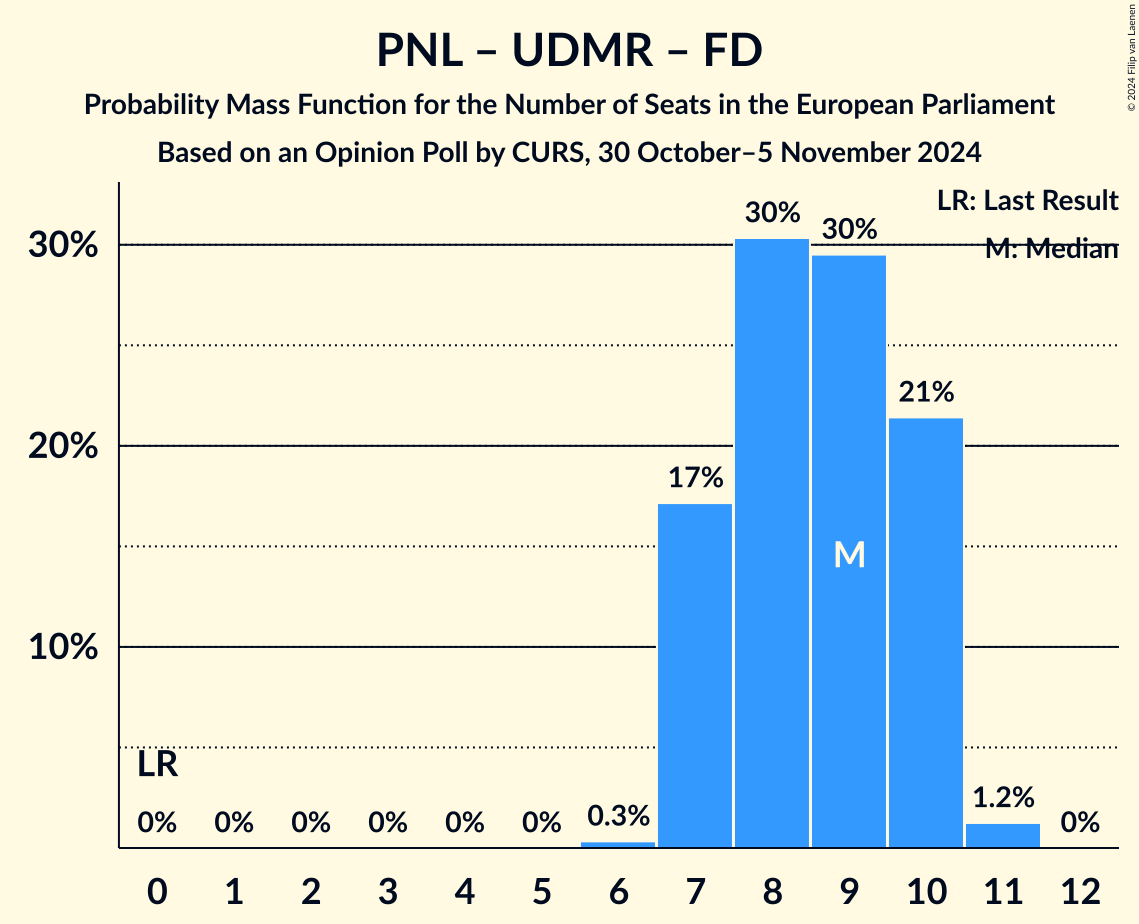 PNL – UDMR – FD
Probability Mass Function for the Number of Seats in the European Parliament
Based on an Opinion Poll by CURS, 30 October–5 November 2024
© 2024 Filip van Laenen
LR: Last Result
M: Median
30%
20%
10%
30%
30%
21%
17%
M
LR
0%
0%
0%
0%
0%
0%
0.3%
1.2%
0%
0 1 2 3 4 5 6 7 8 9 10 11 12